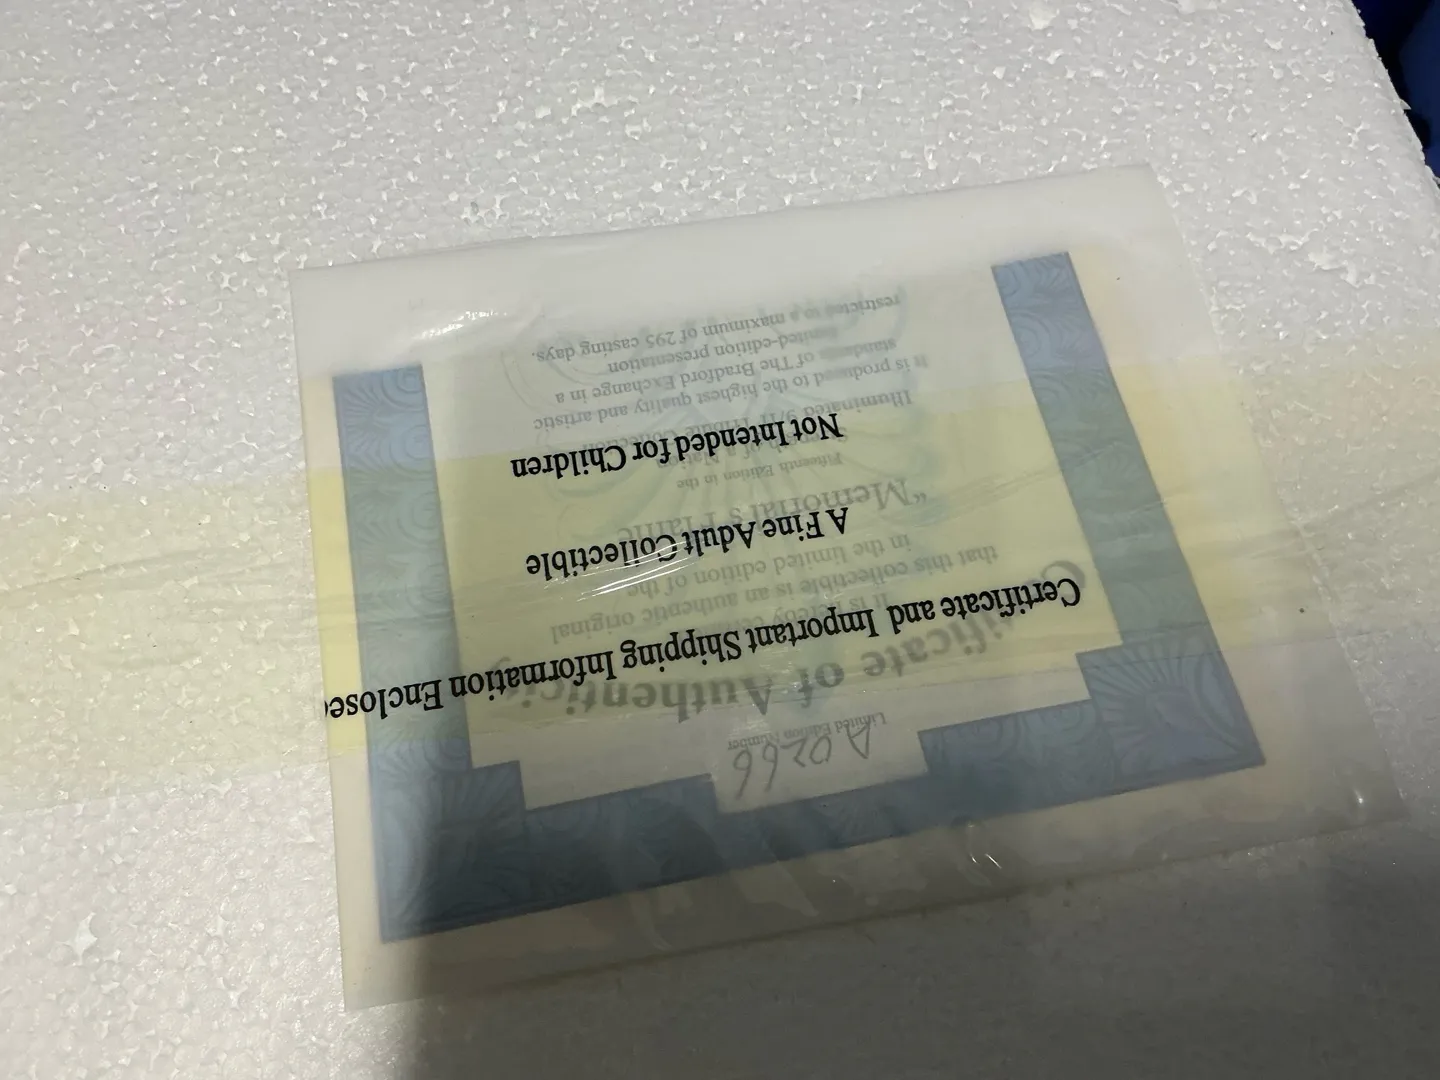 Certificate and Important Shipping Information Enclosed
A Fine Adult Collectible
Not Intended for Children
Limited Edition Number
A0266
Certificate of Authenticity
It is hereby
that this collectible is an authentic original
in the limited edition of the
"Memorial's Flame"
Fifteenth Edition in the
of a Nation
Illuminated 9/11 Tribute Collection
It is produced to the highest quality and artistic
standards of The Bradford Exchange in a
limited-edition presentation
restricted to a maximum of 295 casting days.